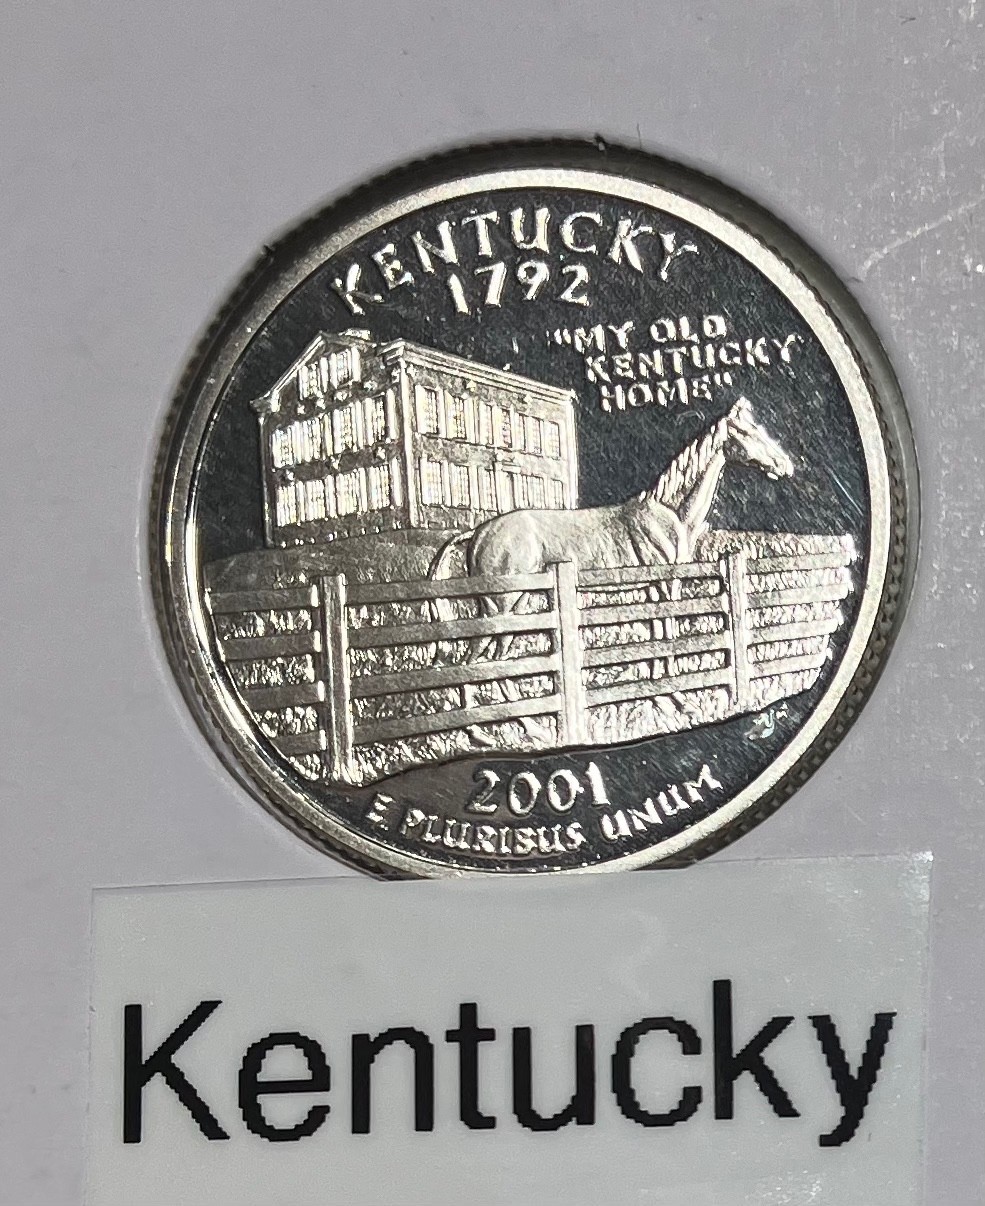 KENTUCKY
1792
"MY OLD
KENTUCKY
HOME"
2001
E PLURIBUS UNUM
Kentucky